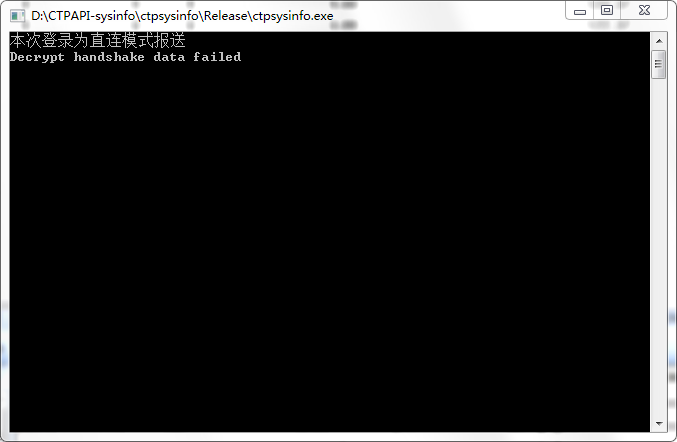 D:\CTPAPI-sysinfo\ctpsysinfo\Release\ctpsysinfo.exe
本次登录为直连模式报送
Decrypt handshake data failed